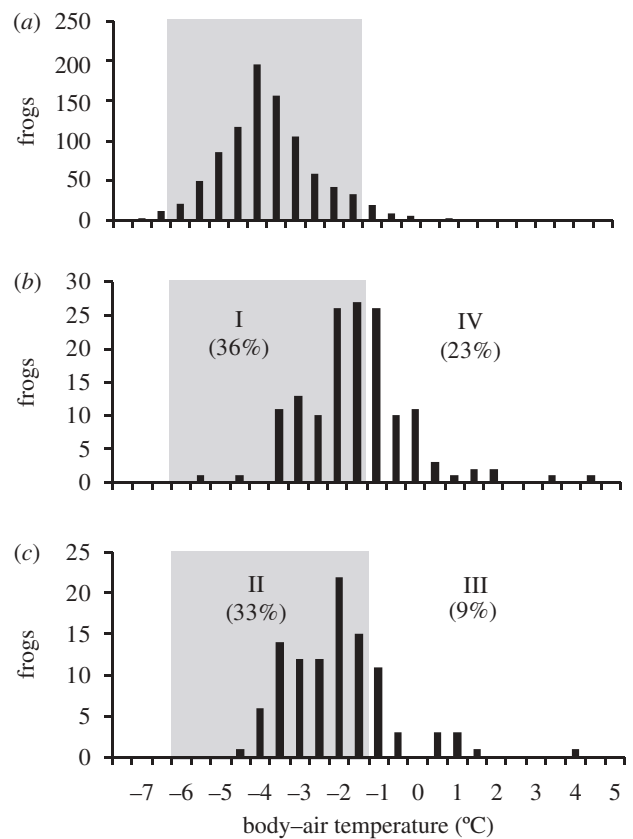 (a)
250
200
150
100
50
0
frogs
(b)
30
25
20
15
10
5
0
frogs
I
(36%)
IV
(23%)
(c)
25
20
15
10
5
0
frogs
II
(33%)
III
(9%)
–7 –6 –5 –4 –3 –2 –1 0 1 2 3 4 5
body–air temperature (ºC)